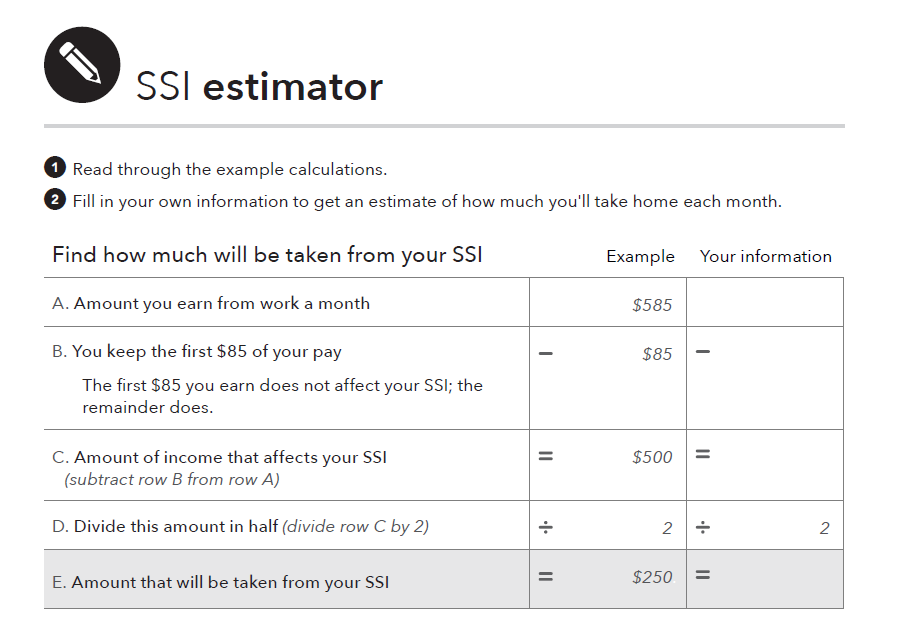 SSI estimator
1 Read through the example calculations.
2 Fill in your own information to get an estimate of how much you'll take home each month.
Find how much will be taken from your SSI Example Your information
A. Amount you earn from work a month $585
B. You keep the first $85 of your pay − $85 −
The first $85 you earn does not affect your SSI; the
remainder does.
C. Amount of income that affects your SSI = $500 =
(subtract row B from row A)
D. Divide this amount in half (divide row C by 2) ÷ 2 ÷ 2
E. Amount that will be taken from your SSI = $250 =